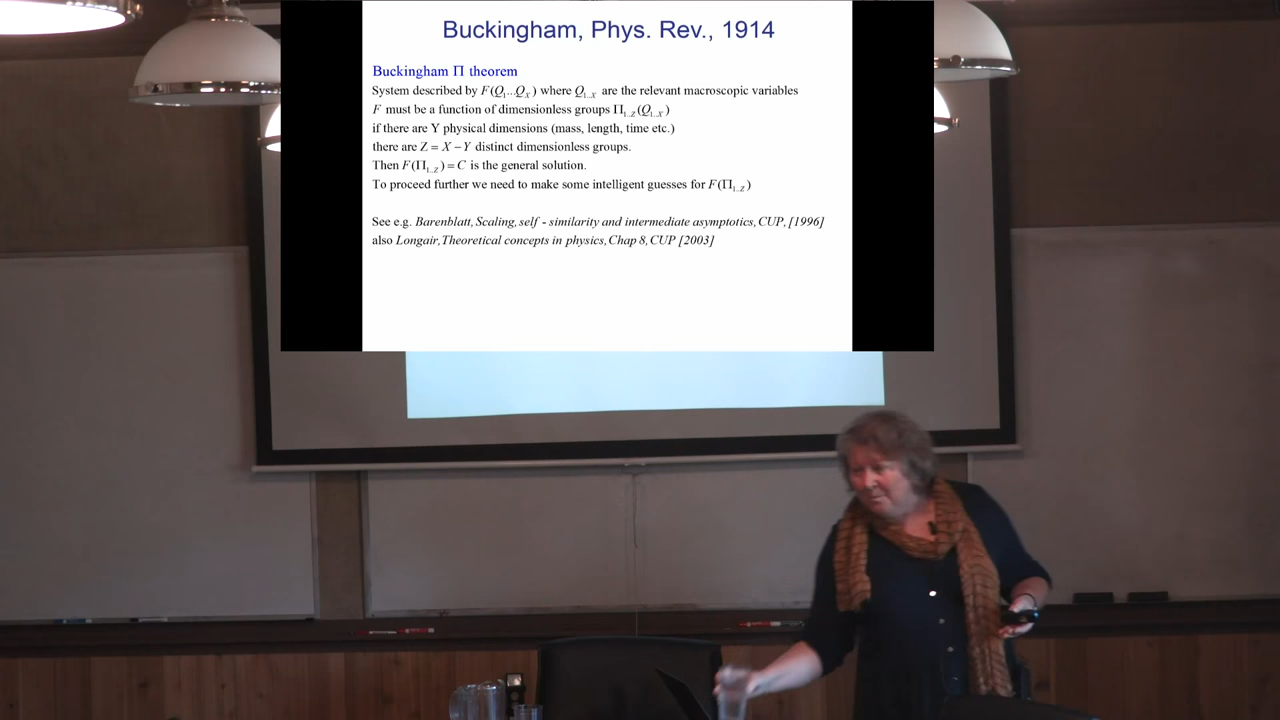 Buckingham, Phys. Rev., 1914
Buckingham Π theorem
System described by F(Q₁...Q_X) where Q₁..X are the relevant macroscopic variables
F must be a function of dimensionless groups Π₁..Z(Q₁..X)
if there are Y physical dimensions (mass, length, time etc.)
there are Z = X − Y distinct dimensionless groups.
Then F(Π₁..Z) = C is the general solution.
To proceed further we need to make some intelligent guesses for F(Π₁..Z)
See e.g. Barenblatt, Scaling, self - similarity and intermediate asymptotics, CUP, [1996]
also Longair, Theoretical concepts in physics, Chap 8, CUP [2003]